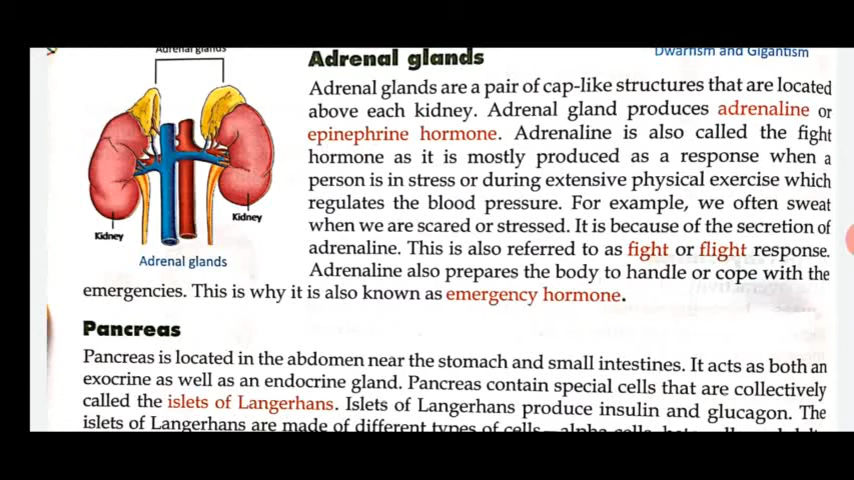 Adrenal glands
Dwarfism and Gigantism
Adrenal glands
Adrenal glands are a pair of cap-like structures that are located
above each kidney. Adrenal gland produces adrenaline or
epinephrine hormone. Adrenaline is also called the fight
hormone as it is mostly produced as a response when a
person is in stress or during extensive physical exercise which
regulates the blood pressure. For example, we often sweat
when we are scared or stressed. It is because of the secretion of
adrenaline. This is also referred to as fight or flight response.
Adrenaline also prepares the body to handle or cope with the
emergencies. This is why it is also known as emergency hormone.
Kidney
Kidney
Adrenal glands
Pancreas
Pancreas is located in the abdomen near the stomach and small intestines. It acts as both an
exocrine as well as an endocrine gland. Pancreas contain special cells that are collectively
called the islets of Langerhans. Islets of Langerhans produce insulin and glucagon. The
islets of Langerhans are made of different types of cells—alpha cells